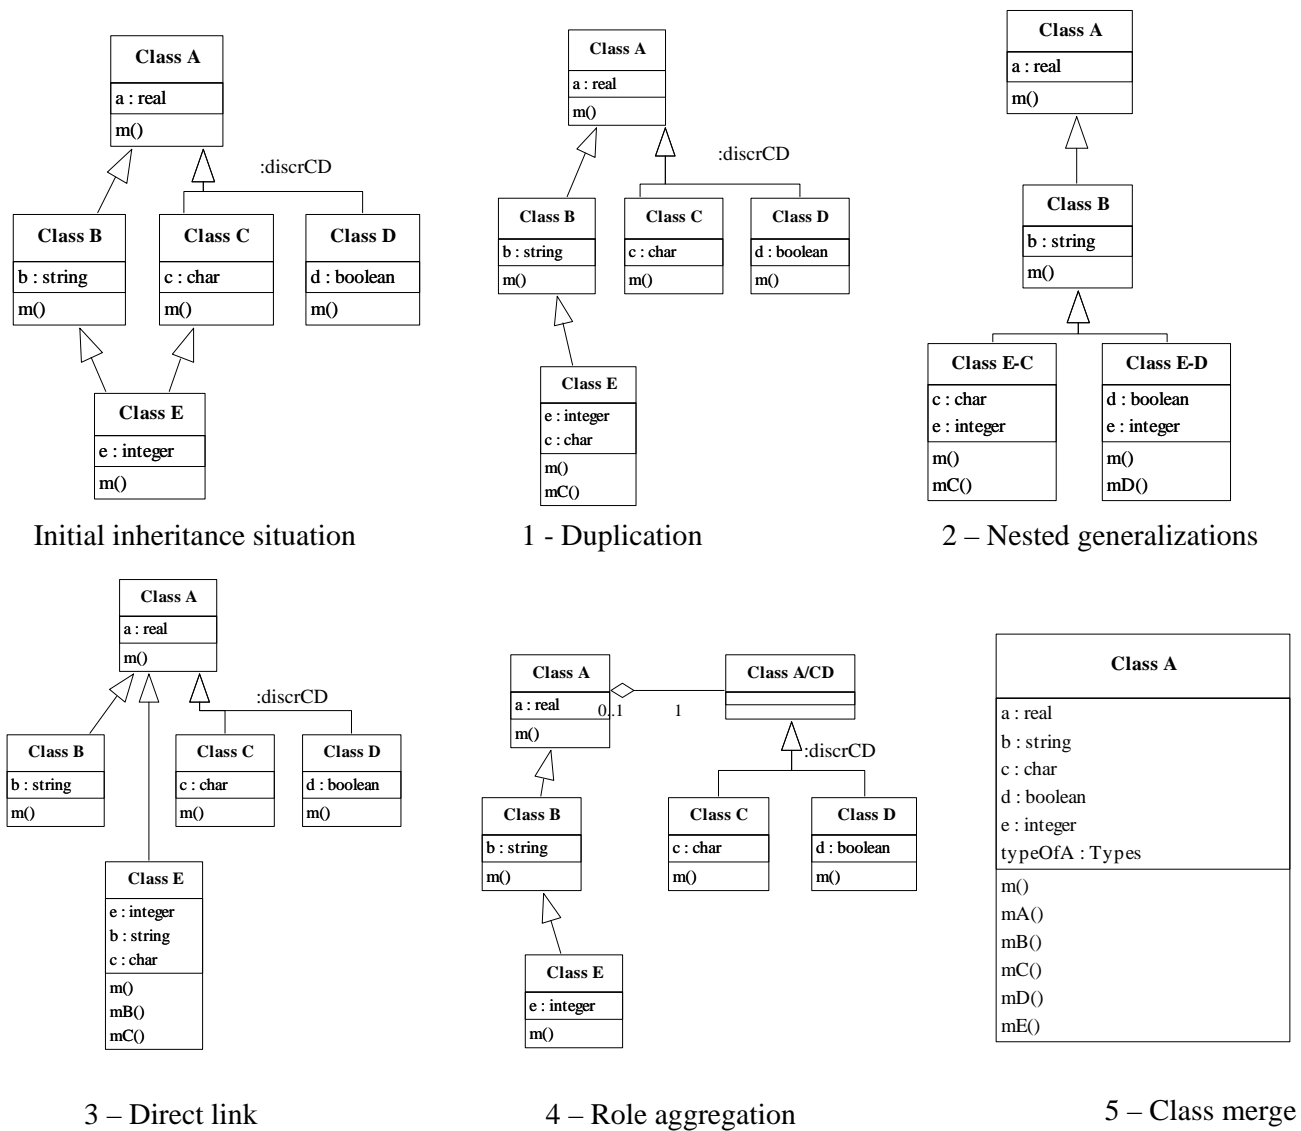 Class A
a : real
m()
:discrCD
Class B
b : string
m()
Class C
c : char
m()
Class D
d : boolean
m()
Class E
e : integer
m()
Initial inheritance situation
Class A
a : real
m()
:discrCD
Class B
b : string
m()
Class C
c : char
m()
Class D
d : boolean
m()
Class E
e : integer
c : char
m()
mC()
1 - Duplication
Class A
a : real
m()
Class B
b : string
m()
Class E-C
c : char
e : integer
m()
mC()
Class E-D
d : boolean
e : integer
m()
mD()
2 – Nested generalizations
Class A
a : real
m()
:discrCD
Class B
b : string
m()
Class C
c : char
m()
Class D
d : boolean
m()
Class E
e : integer
b : string
c : char
m()
mB()
mC()
3 – Direct link
Class A
a : real
m()
0..1
1
Class A/CD
:discrCD
Class B
b : string
m()
Class C
c : char
m()
Class D
d : boolean
m()
Class E
e : integer
m()
4 – Role aggregation
Class A
a : real
b : string
c : char
d : boolean
e : integer
typeOfA : Types
m()
mA()
mB()
mC()
mD()
mE()
5 – Class merge